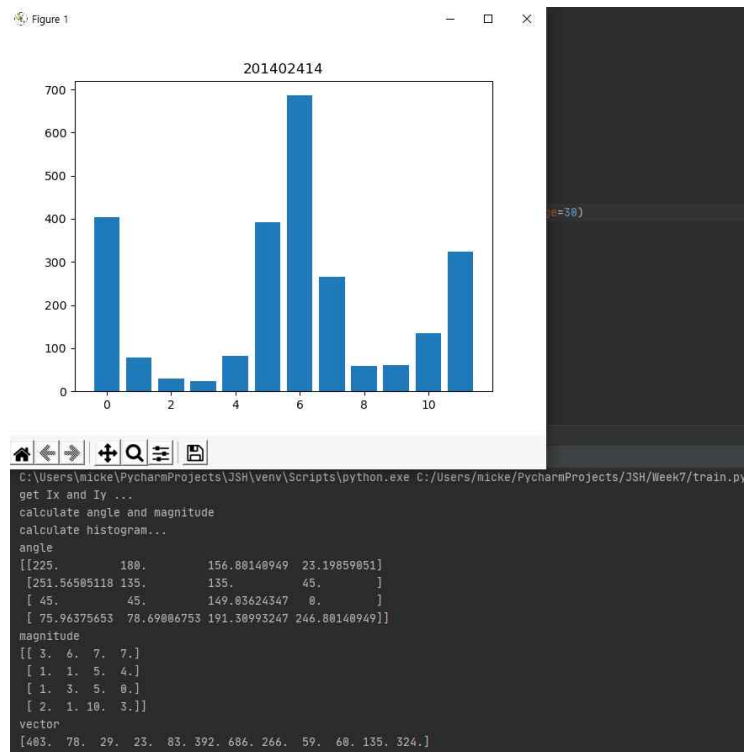 Figure 1
201402414
700
600
500
400
300
200
100
0
0 2 4 6 8 10
ge=30)
C:\Users\micke\PycharmProjects\JSH\venv\Scripts\python.exe C:/Users/micke/PycharmProjects/JSH/Week7/train.py
get Ix and Iy ...
calculate angle and magnitude
calculate histogram...
angle
[[225. 180. 156.80140949 23.19859051]
[251.56505118 135. 135. 45. ]
[ 45. 45. 149.03624347 0. ]
[ 75.96375653 78.69006753 191.30993247 246.80140949]]
magnitude
[[ 3. 6. 7. 7.]
[ 1. 1. 5. 4.]
[ 1. 3. 5. 0.]
[ 2. 1. 10. 3.]]
vector
[403. 78. 29. 23. 83. 392. 686. 266. 59. 60. 135. 324.]